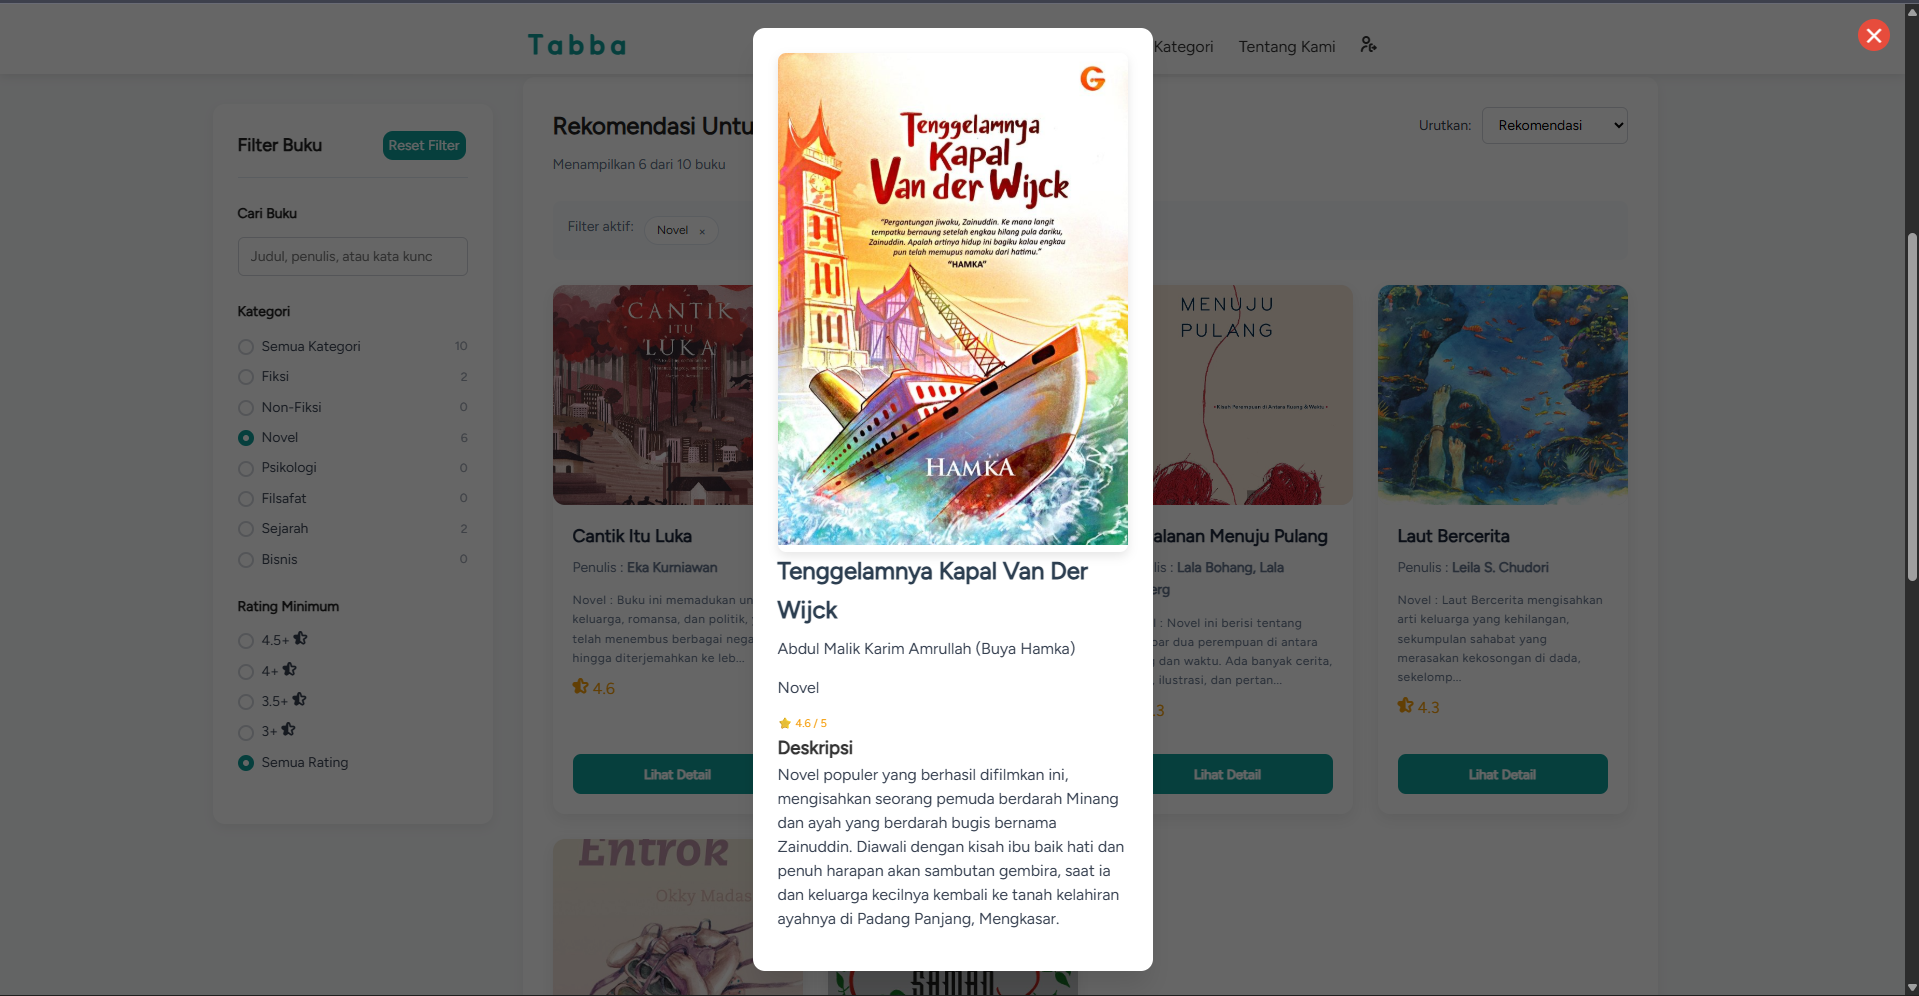 Tabba
Kategori
Tentang Kami
Filter Buku
Reset Filter
Cari Buku
Judul, penulis, atau kata kunc
Kategori
Semua Kategori 10
Fiksi 2
Non-Fiksi 0
Novel 6
Psikologi 0
Filsafat 0
Sejarah 2
Bisnis 0
Rating Minimum
4.5+
4+
3.5+
3+
Semua Rating
Rekomendasi Untu
Menampilkan 6 dari 10 buku
Urutkan: Rekomendasi
Filter aktif: Novel ×
CANTIK
ITU
LUKA
Cantik Itu Luka
Penulis : Eka Kurniawan
Novel : Buku ini memadukan un
keluarga, romansa, dan politik,
telah menembus berbagai nega
hingga diterjemahkan ke leb...
4.6
Lihat Detail
G
Tenggelamnya
Kapal
Van der Wijck
"Pergantungan jiwaku, Zainuddin. Ke mana langit
tempatku bernaung setelah engkau hilang pula dariku,
Zainuddin. Apalah artinya hidup ini bagiku kalau engkau
pun telah memupus namaku dari hatimu."
"HAMKA"
HAMKA
Tenggelamnya Kapal Van Der
Wijck
Abdul Malik Karim Amrullah (Buya Hamka)
Novel
4.6 / 5
Deskripsi
Novel populer yang berhasil difilmkan ini,
mengisahkan seorang pemuda berdarah Minang
dan ayah yang berdarah bugis bernama
Zainuddin. Diawali dengan kisah ibu baik hati dan
penuh harapan akan sambutan gembira, saat ia
dan keluarga kecilnya kembali ke tanah kelahiran
ayahnya di Padang Panjang, Mengkasar.
MENUJU
PULANG
•Kisah Perempuan di Antara Ruang & Waktu •
alanan Menuju Pulang
lis : Lala Bohang, Lala
erg
l : Novel ini berisi tentang
bar dua perempuan di antara
g dan waktu. Ada banyak cerita,
, ilustrasi, dan pertan...
.3
Lihat Detail
Laut Bercerita
Penulis : Leila S. Chudori
Novel : Laut Bercerita mengisahkan
arti keluarga yang kehilangan,
sekumpulan sahabat yang
merasakan kekosongan di dada,
sekelomp...
4.3
Lihat Detail
Entrok
Okky Madas
SAMAN